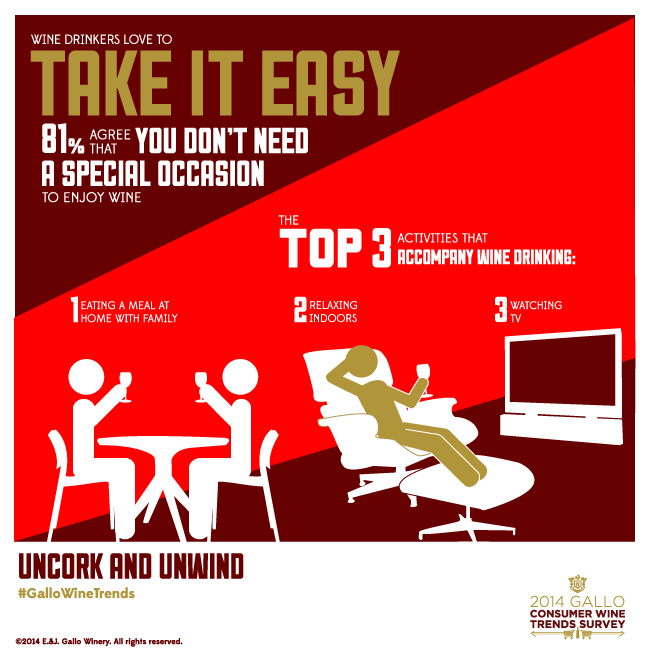 WINE DRINKERS LOVE TO
TAKE IT EASY
81% AGREE THAT YOU DON'T NEED
A SPECIAL OCCASION
TO ENJOY WINE
THE
TOP 3 ACTIVITIES THAT
ACCOMPANY WINE DRINKING:
1 EATING A MEAL AT
HOME WITH FAMILY
2 RELAXING
INDOORS
3 WATCHING
TV
UNCORK AND UNWIND
#GalloWineTrends
2014 GALLO
CONSUMER WINE
TRENDS SURVEY
©2014 E.&J. Gallo Winery. All rights reserved.